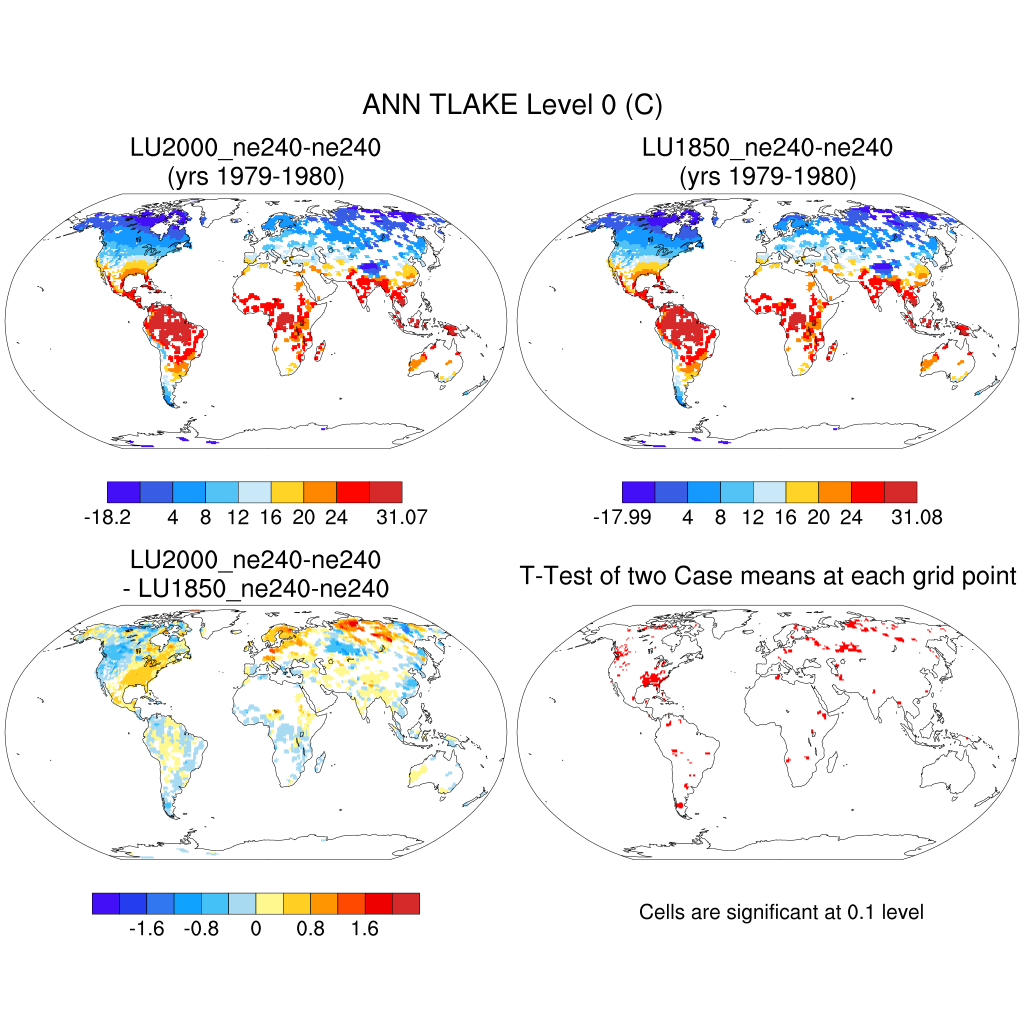 ANN TLAKE Level 0 (C)
LU2000_ne240-ne240
(yrs 1979-1980)
LU1850_ne240-ne240
(yrs 1979-1980)
-18.2 4 8 12 16 20 24 31.07
-17.99 4 8 12 16 20 24 31.08
LU2000_ne240-ne240
- LU1850_ne240-ne240
T-Test of two Case means at each grid point
-1.6 -0.8 0 0.8 1.6
Cells are significant at 0.1 level